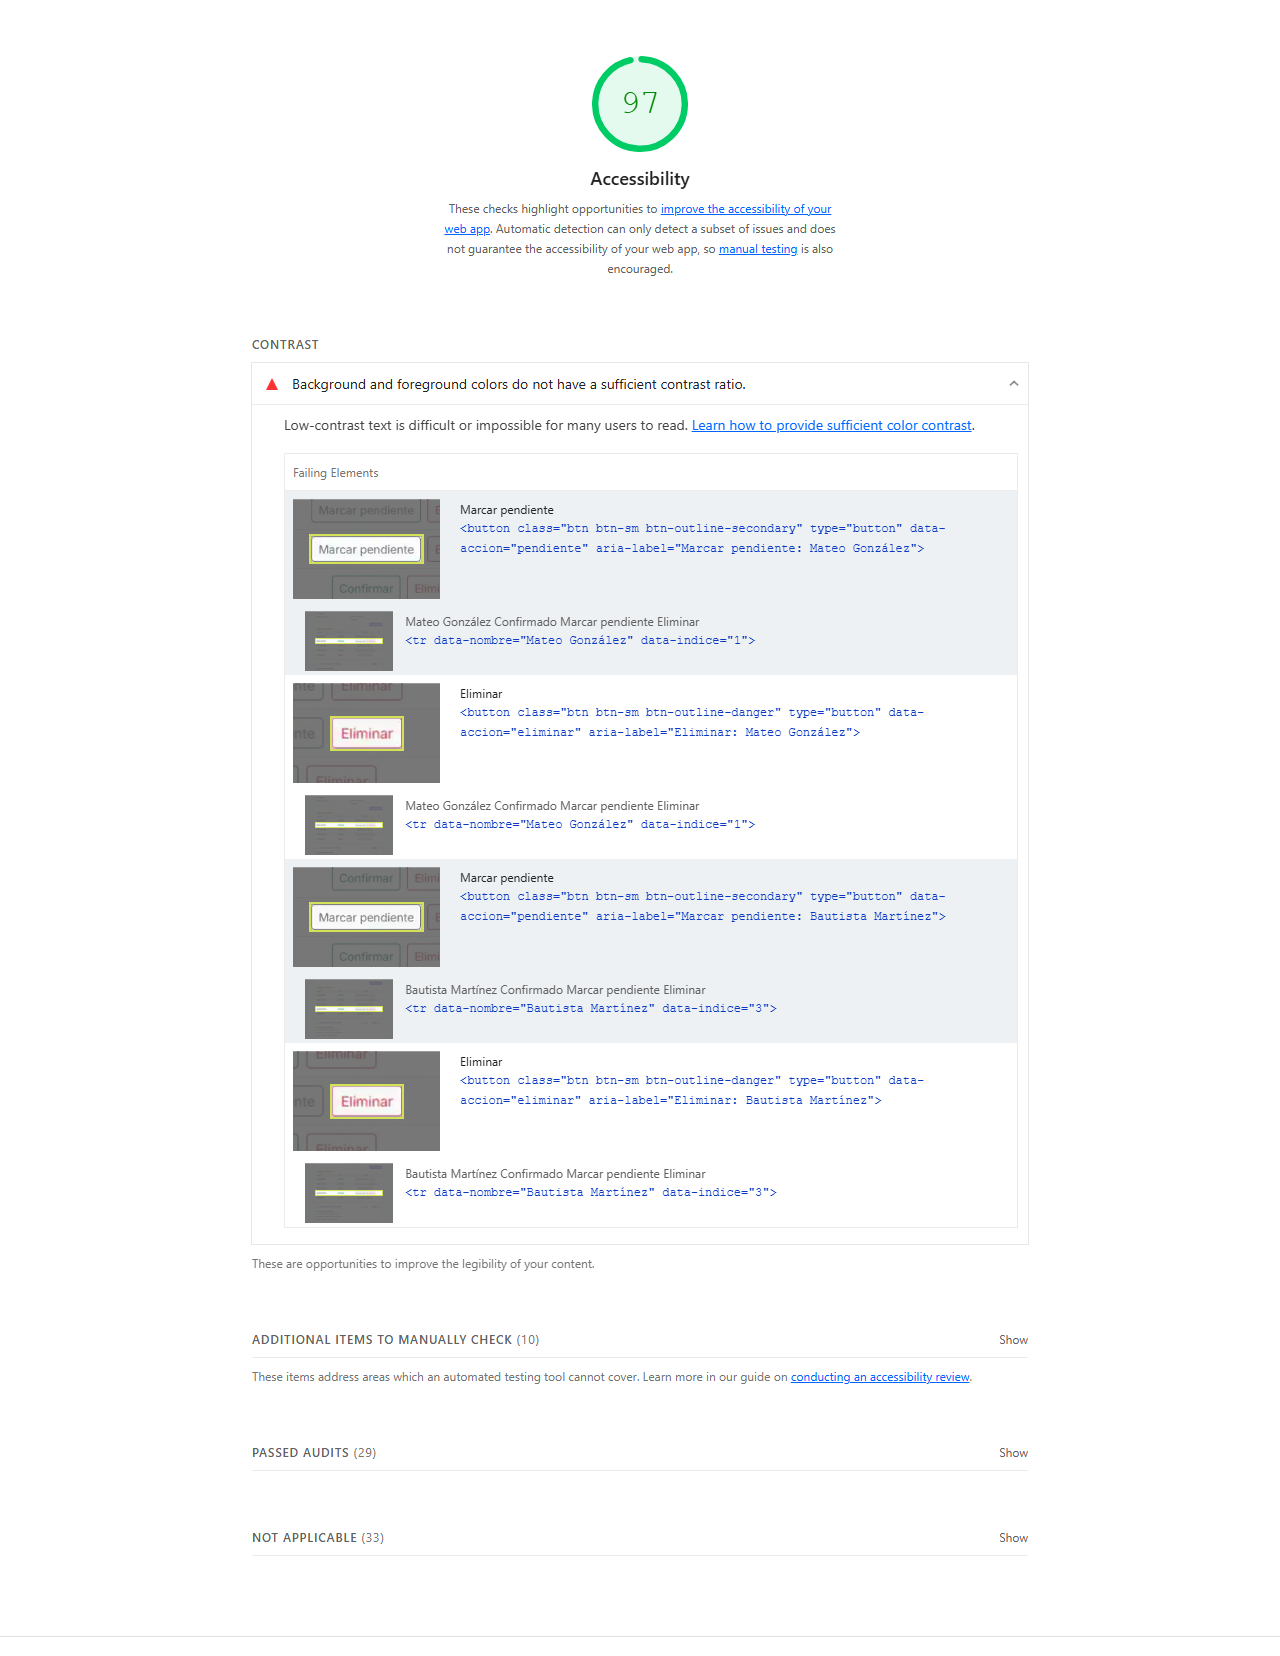 97
Accessibility
These checks highlight opportunities to improve the accessibility of your
web app. Automatic detection can only detect a subset of issues and does
not guarantee the accessibility of your web app, so manual testing is also
encouraged.
CONTRAST
Background and foreground colors do not have a sufficient contrast ratio.
Low-contrast text is difficult or impossible for many users to read. Learn how to provide sufficient color contrast.
Failing Elements
Marcar pendiente
Marcar pendiente
Confirmar
Marcar pendiente
<button class="btn btn-sm btn-outline-secondary" type="button" data-
accion="pendiente" aria-label="Marcar pendiente: Mateo González">
Mateo González Confirmado Marcar pendiente Eliminar
<tr data-nombre="Mateo González" data-indice="1">
Eliminar
Eliminar
Eliminar
Eliminar
<button class="btn btn-sm btn-outline-danger" type="button" data-
accion="eliminar" aria-label="Eliminar: Mateo González">
Mateo González Confirmado Marcar pendiente Eliminar
<tr data-nombre="Mateo González" data-indice="1">
Confirmar
Marcar pendiente
Confirmar
Marcar pendiente
<button class="btn btn-sm btn-outline-secondary" type="button" data-
accion="pendiente" aria-label="Marcar pendiente: Bautista Martínez">
Bautista Martínez Confirmado Marcar pendiente Eliminar
<tr data-nombre="Bautista Martínez" data-indice="3">
Eliminar
Eliminar
Eliminar
Eliminar
<button class="btn btn-sm btn-outline-danger" type="button" data-
accion="eliminar" aria-label="Eliminar: Bautista Martínez">
Bautista Martínez Confirmado Marcar pendiente Eliminar
<tr data-nombre="Bautista Martínez" data-indice="3">
These are opportunities to improve the legibility of your content.
ADDITIONAL ITEMS TO MANUALLY CHECK (10)
Show
These items address areas which an automated testing tool cannot cover. Learn more in our guide on conducting an accessibility review.
PASSED AUDITS (29)
Show
NOT APPLICABLE (33)
Show